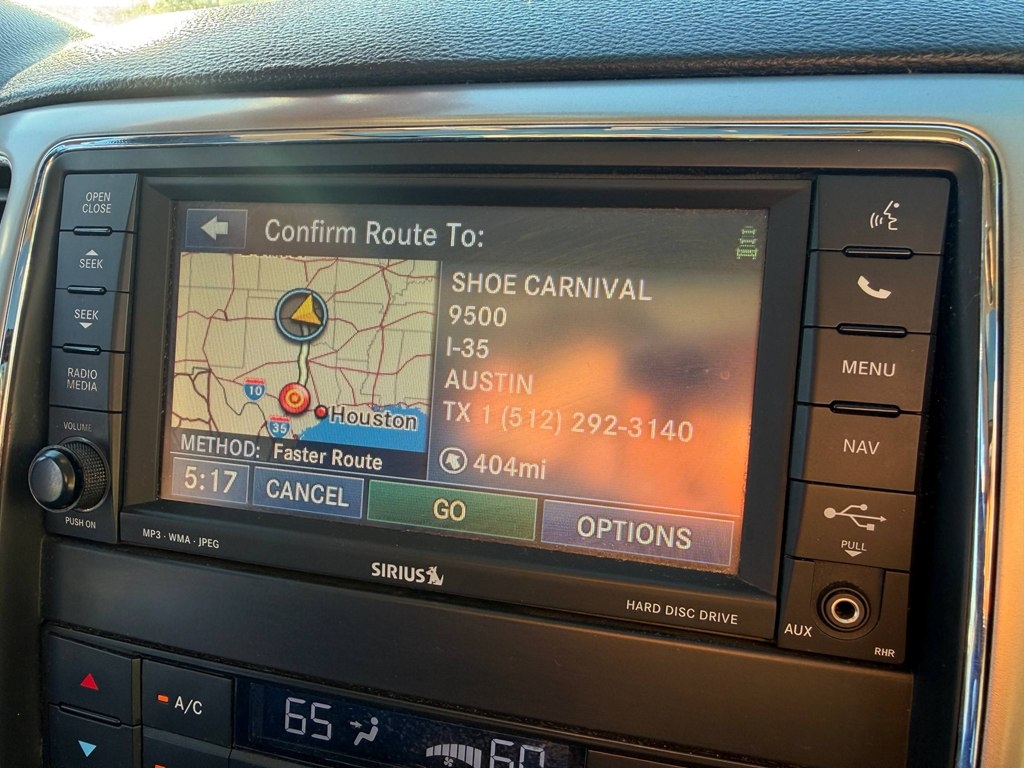 OPEN
CLOSE
SEEK
SEEK
RADIO
MEDIA
VOLUME
PUSH ON
Confirm Route To:
10
35
Houston
METHOD: Faster Route
SHOE CARNIVAL
9500
I-35
AUSTIN
TX 1 (512) 292-3140
404mi
5:17
CANCEL
GO
OPTIONS
MENU
NAV
PULL
AUX
RHR
MP3 · WMA · JPEG
SIRIUS
HARD DISC DRIVE
A/C
65
60